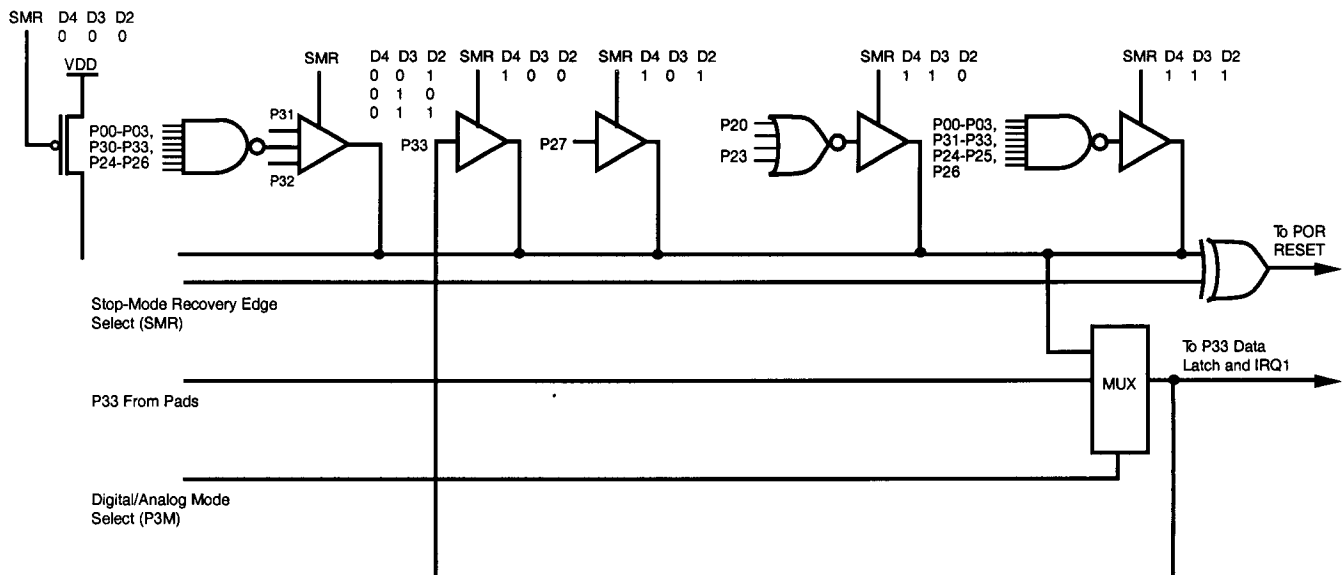 SMR D4 D3 D2
0 0 0
VDD
P00-P03,
P30-P33,
P24-P26
P31
P32
SMR
D4 D3 D2
0 0 1
0 1 0
0 1 1
SMR D4 D3 D2
1 0 0
P33
SMR D4 D3 D2
1 0 1
P27
SMR D4 D3 D2
1 1 0
P20
P23
SMR D4 D3 D2
1 1 1
P00-P03,
P31-P33,
P24-P25,
P26
To POR
RESET
Stop-Mode Recovery Edge
Select (SMR)
To P33 Data
Latch and IRQ1
MUX
P33 From Pads
Digital/Analog Mode
Select (P3M)